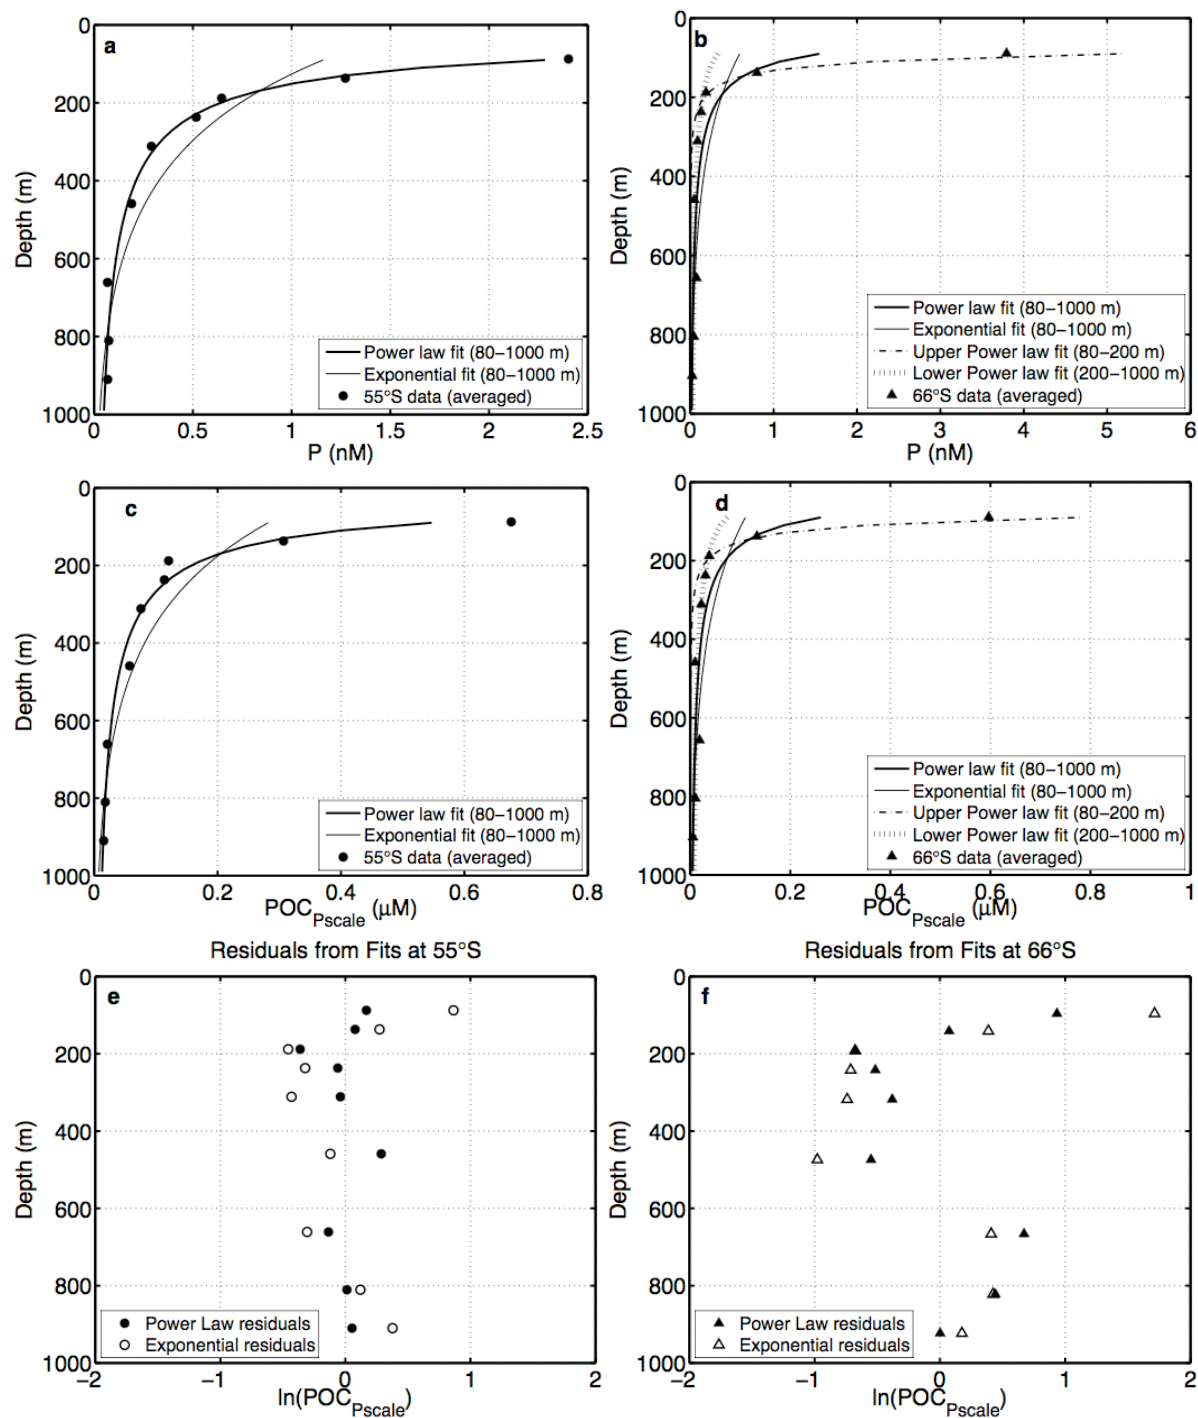 a
0
200
400
600
800
1000
Depth (m)
Power law fit (80–1000 m)
Exponential fit (80–1000 m)
55°S data (averaged)
0 0.5 1 1.5 2 2.5
P (nM)
b
0
200
400
600
800
1000
Depth (m)
Power law fit (80–1000 m)
Exponential fit (80–1000 m)
Upper Power law fit (80–200 m)
Lower Power law fit (200–1000 m)
66°S data (averaged)
0 1 2 3 4 5 6
P (nM)
c
0
200
400
600
800
1000
Depth (m)
Power law fit (80–1000 m)
Exponential fit (80–1000 m)
55°S data (averaged)
0 0.2 0.4 0.6 0.8
POCPscale (μM)
d
0
200
400
600
800
1000
Depth (m)
Power law fit (80–1000 m)
Exponential fit (80–1000 m)
Upper Power law fit (80–200 m)
Lower Power law fit (200–1000 m)
66°S data (averaged)
0 0.2 0.4 0.6 0.8 1
POCPscale (μM)
Residuals from Fits at 55°S
e
0
200
400
600
800
1000
Depth (m)
Power Law residuals
Exponential residuals
−2 −1 0 1 2
ln(POCPscale)
Residuals from Fits at 66°S
f
0
200
400
600
800
1000
Depth (m)
Power Law residuals
Exponential residuals
−2 −1 0 1 2
ln(POCPscale)